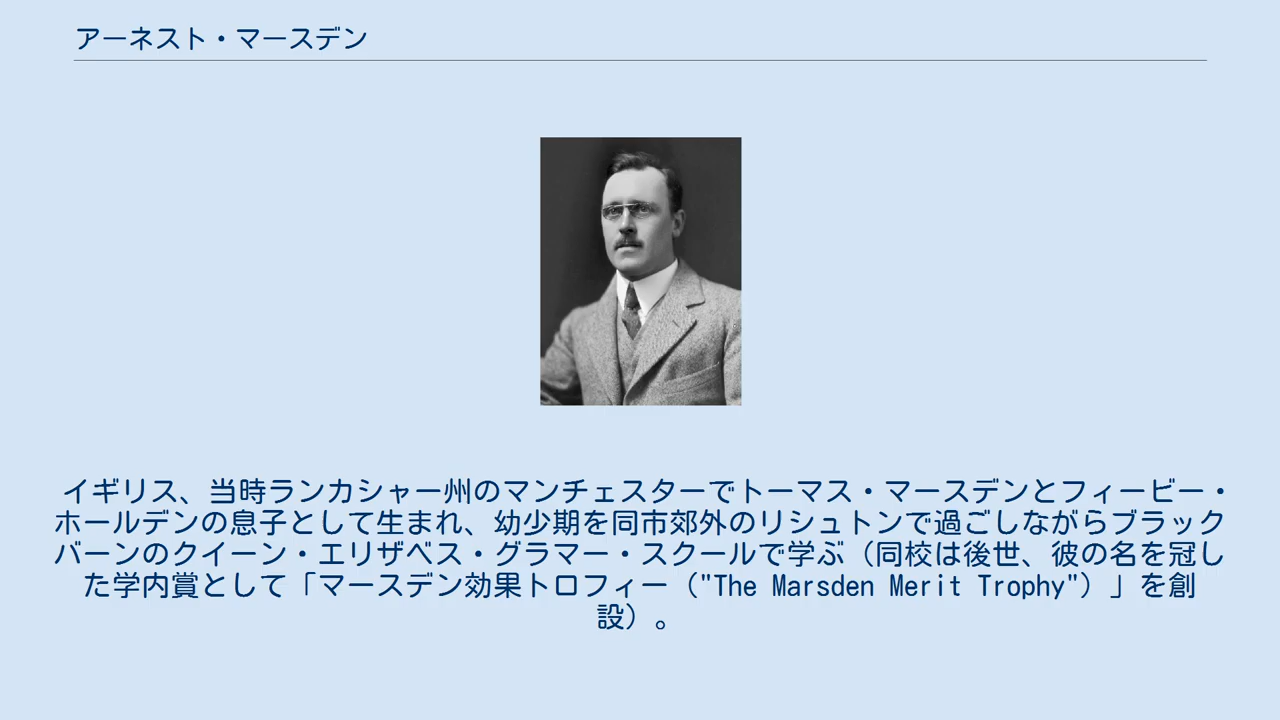 アーネスト・マースデン
イギリス、当時ランカシャー州のマンチェスターでトーマス・マースデンとフィービー・
ホールデンの息子として生まれ、幼少期を同市郊外のリシュトンで過ごしながらブラック
バーンのクイーン・エリザベス・グラマー・スクールで学ぶ（同校は後世、彼の名を冠し
た学内賞として「マースデン効果トロフィー（"The Marsden Merit Trophy"）」を創
設）。